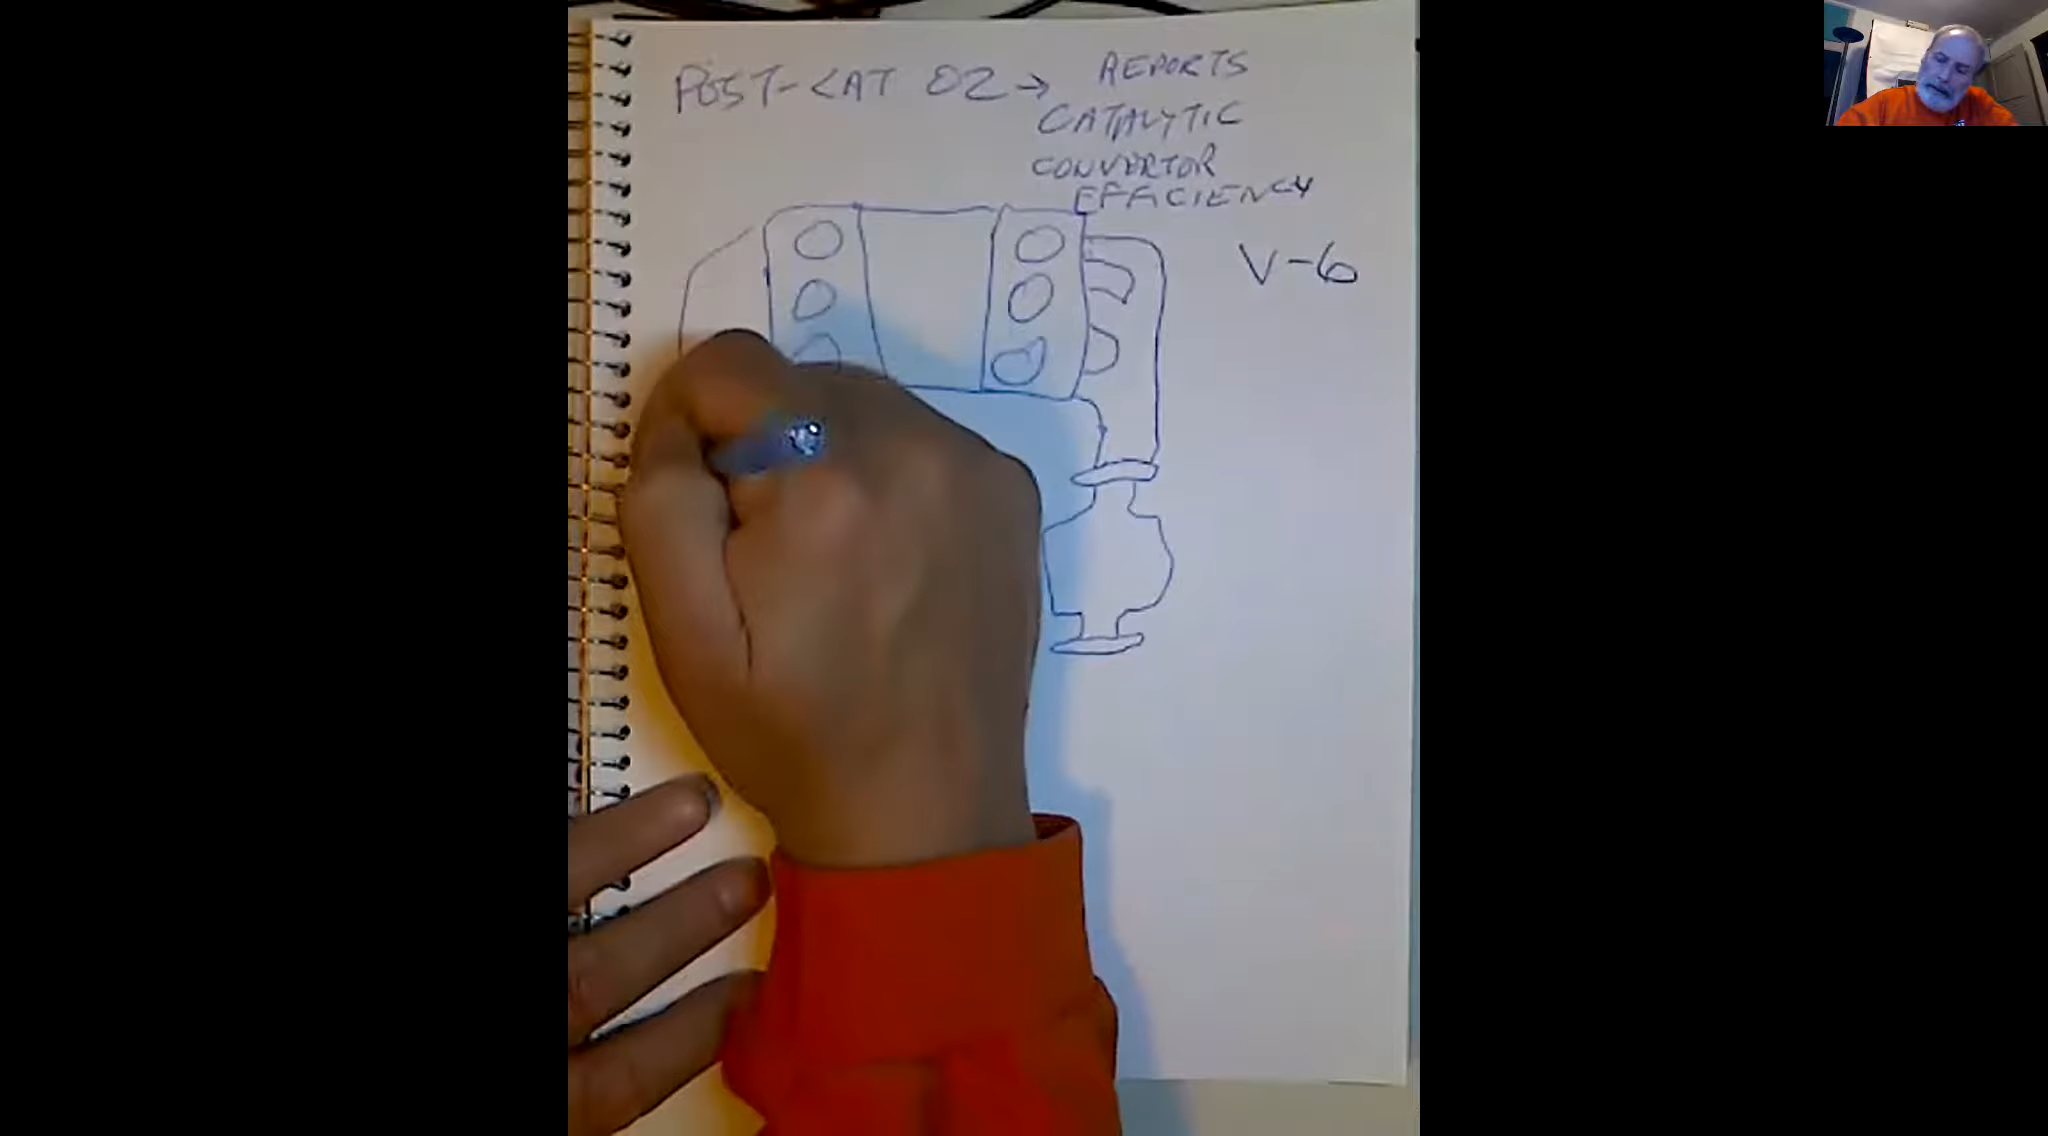 POST-CAT O2 → REPORTS
CATALYTIC
CONVERTOR
EFFICIENCY
V-6